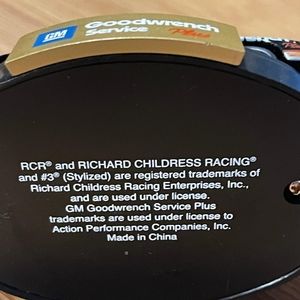 GM Goodwrench
Service Plus
RCR® and RICHARD CHILDRESS RACING®
and #3® (Stylized) are registered trademarks of
Richard Childress Racing Enterprises, Inc.,
and are used under license.
GM Goodwrench Service Plus
trademarks are used under license to
Action Performance Companies, Inc.
Made in China